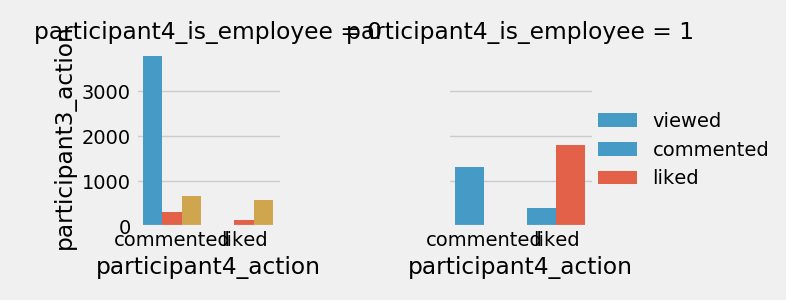 participant4_is_employee = 0
participant4_is_employee = 1
participant3_action
3000
2000
1000
0
commented
liked
commented
liked
participant4_action
participant4_action
viewed
commented
liked